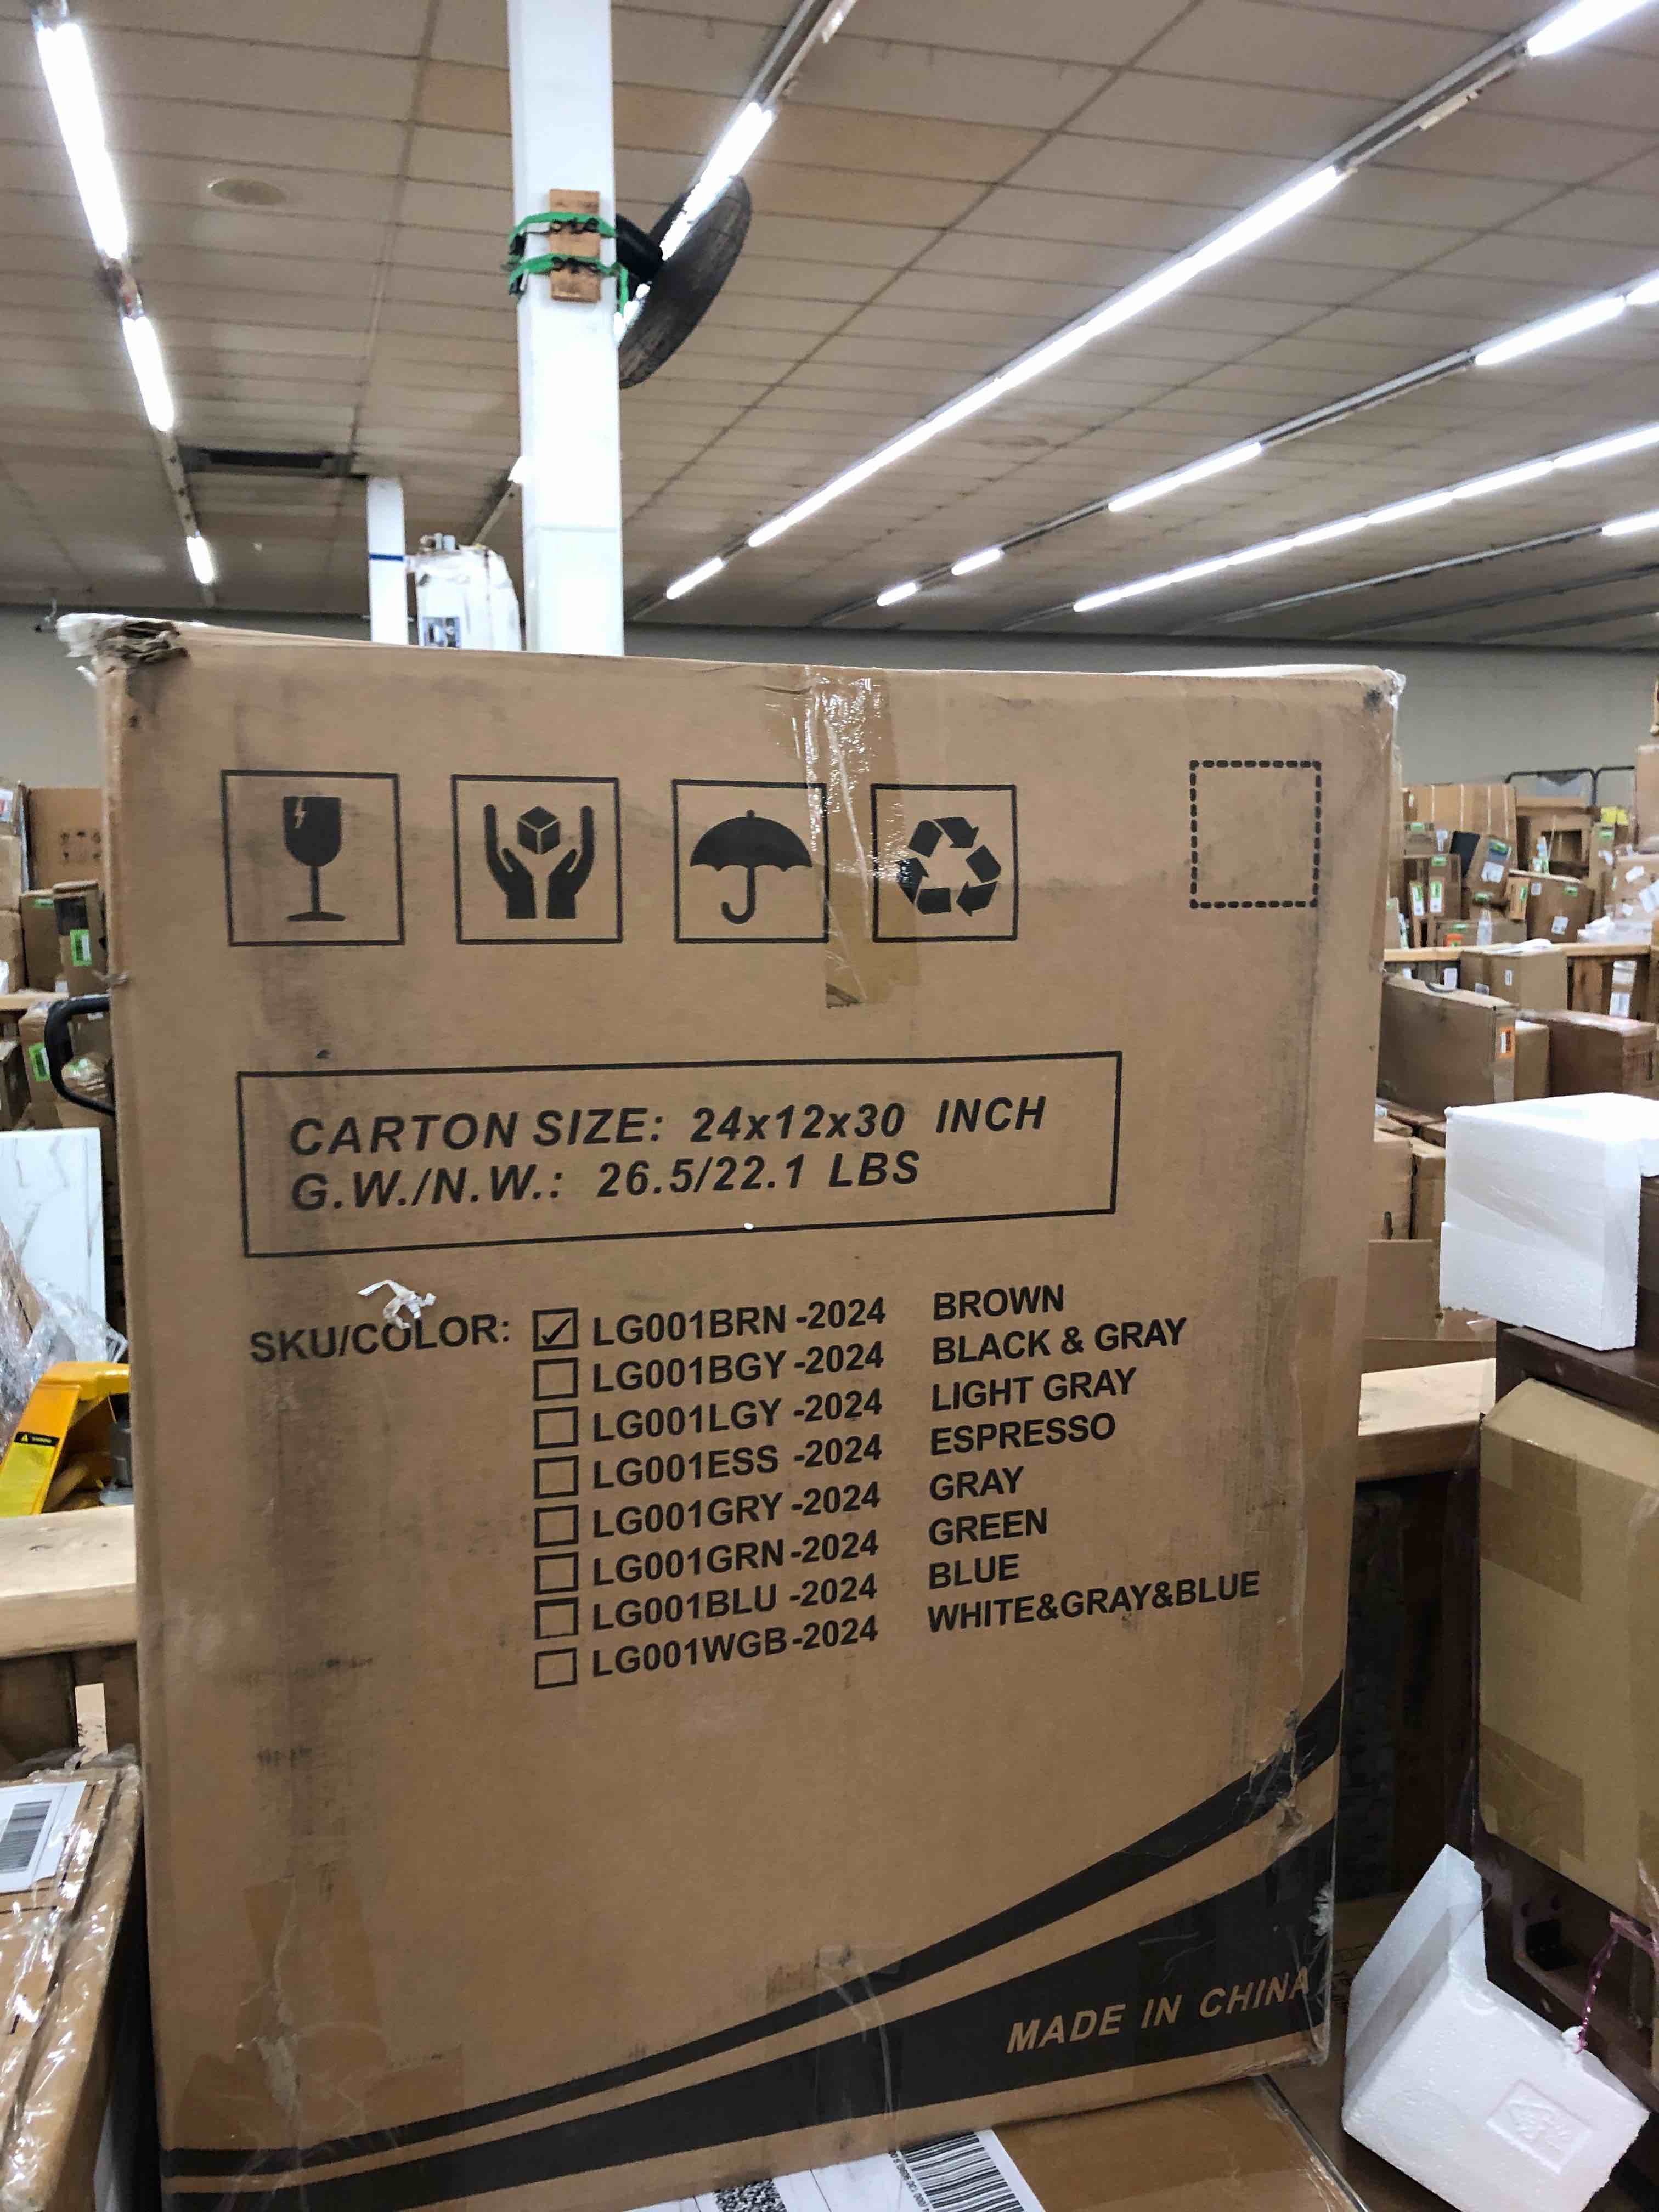 CARTON SIZE: 24x12x30 INCH
G.W./N.W.: 26.5/22.1 LBS
SKU/COLOR: LG001BRN-2024 BROWN
LG001BGY-2024 BLACK & GRAY
LG001LGY-2024 LIGHT GRAY
LG001ESS-2024 ESPRESSO
LG001GRY-2024 GRAY
LG001GRN-2024 GREEN
LG001BLU-2024 BLUE
LG001WGB-2024 WHITE&GRAY&BLUE
MADE IN CHINA